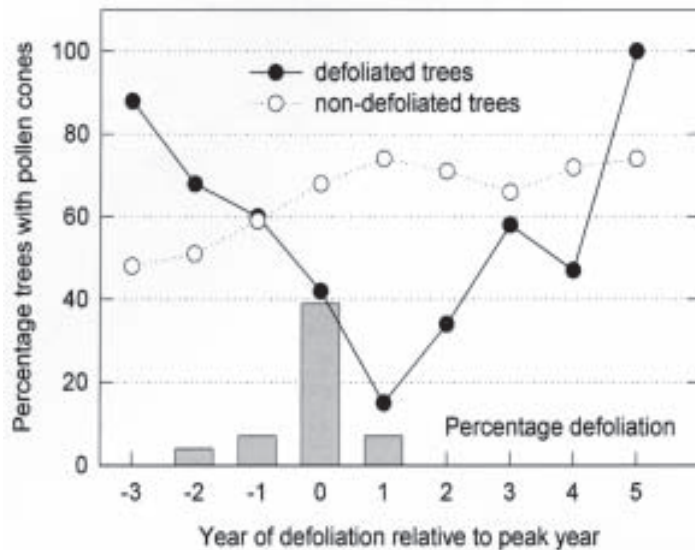 100
80
60
40
20
0
Percentage trees with pollen cones
defoliated trees
non-defoliated trees
Percentage defoliation
-3 -2 -1 0 1 2 3 4 5
Year of defoliation relative to peak year